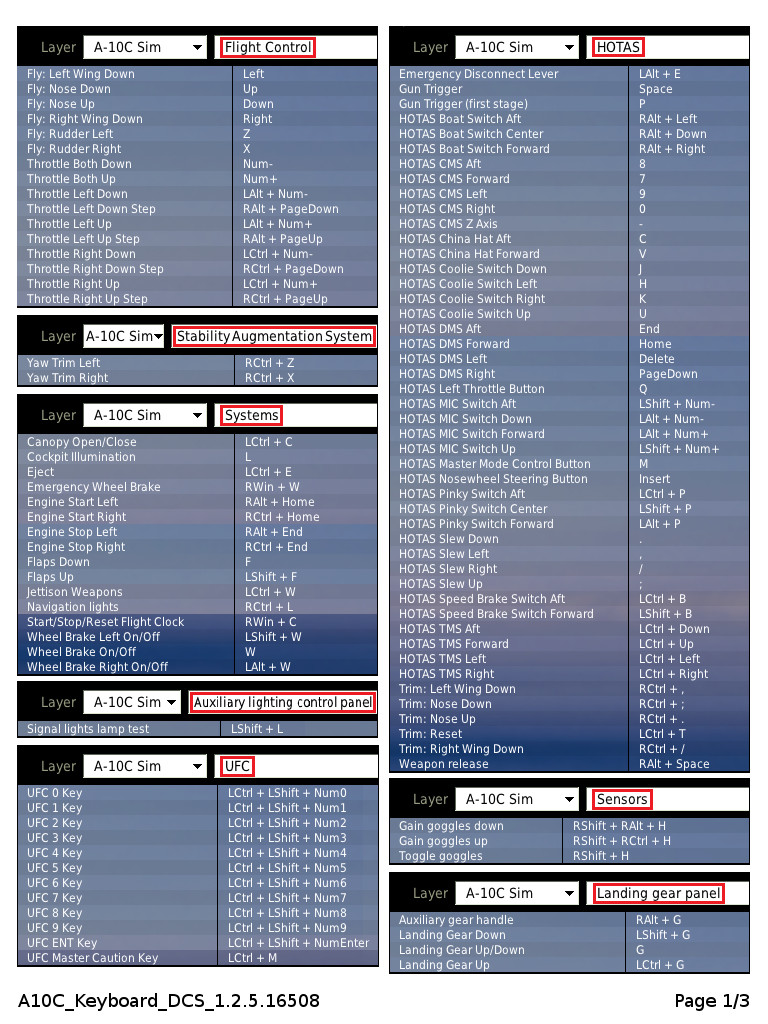 Layer A-10C Sim Flight Control
Fly: Left Wing Down Left
Fly: Nose Down Up
Fly: Nose Up Down
Fly: Right Wing Down Right
Fly: Rudder Left Z
Fly: Rudder Right X
Throttle Both Down Num-
Throttle Both Up Num+
Throttle Left Down LAlt + Num-
Throttle Left Down Step RAlt + PageDown
Throttle Left Up LAlt + Num+
Throttle Left Up Step RAlt + PageUp
Throttle Right Down LCtrl + Num-
Throttle Right Down Step RCtrl + PageDown
Throttle Right Up LCtrl + Num+
Throttle Right Up Step RCtrl + PageUp
Layer A-10C Sim Stability Augmentation System
Yaw Trim Left RCtrl + Z
Yaw Trim Right RCtrl + X
Layer A-10C Sim Systems
Canopy Open/Close LCtrl + C
Cockpit Illumination L
Eject LCtrl + E
Emergency Wheel Brake RWin + W
Engine Start Left RAlt + Home
Engine Start Right RCtrl + Home
Engine Stop Left RAlt + End
Engine Stop Right RCtrl + End
Flaps Down F
Flaps Up LShift + F
Jettison Weapons LCtrl + W
Navigation lights RCtrl + L
Start/Stop/Reset Flight Clock RWin + C
Wheel Brake Left On/Off LShift + W
Wheel Brake On/Off W
Wheel Brake Right On/Off LAlt + W
Layer A-10C Sim Auxiliary lighting control panel
Signal lights lamp test LShift + L
Layer A-10C Sim UFC
UFC 0 Key LCtrl + LShift + Num0
UFC 1 Key LCtrl + LShift + Num1
UFC 2 Key LCtrl + LShift + Num2
UFC 3 Key LCtrl + LShift + Num3
UFC 4 Key LCtrl + LShift + Num4
UFC 5 Key LCtrl + LShift + Num5
UFC 6 Key LCtrl + LShift + Num6
UFC 7 Key LCtrl + LShift + Num7
UFC 8 Key LCtrl + LShift + Num8
UFC 9 Key LCtrl + LShift + Num9
UFC ENT Key LCtrl + LShift + NumEnter
UFC Master Caution Key LCtrl + M
Layer A-10C Sim HOTAS
Emergency Disconnect Lever LAlt + E
Gun Trigger Space
Gun Trigger (first stage) P
HOTAS Boat Switch Aft RAlt + Left
HOTAS Boat Switch Center RAlt + Down
HOTAS Boat Switch Forward RAlt + Right
HOTAS CMS Aft 8
HOTAS CMS Forward 7
HOTAS CMS Left 9
HOTAS CMS Right 0
HOTAS CMS Z Axis -
HOTAS China Hat Aft C
HOTAS China Hat Forward V
HOTAS Coolie Switch Down J
HOTAS Coolie Switch Left H
HOTAS Coolie Switch Right K
HOTAS Coolie Switch Up U
HOTAS DMS Aft End
HOTAS DMS Forward Home
HOTAS DMS Left Delete
HOTAS DMS Right PageDown
HOTAS Left Throttle Button Q
HOTAS MIC Switch Aft LShift + Num-
HOTAS MIC Switch Down LAlt + Num-
HOTAS MIC Switch Forward LAlt + Num+
HOTAS MIC Switch Up LShift + Num+
HOTAS Master Mode Control Button M
HOTAS Nosewheel Steering Button Insert
HOTAS Pinky Switch Aft LCtrl + P
HOTAS Pinky Switch Center LShift + P
HOTAS Pinky Switch Forward LAlt + P
HOTAS Slew Down .
HOTAS Slew Left ,
HOTAS Slew Right /
HOTAS Slew Up ;
HOTAS Speed Brake Switch Aft LCtrl + B
HOTAS Speed Brake Switch Forward LShift + B
HOTAS TMS Aft LCtrl + Down
HOTAS TMS Forward LCtrl + Up
HOTAS TMS Left LCtrl + Left
HOTAS TMS Right LCtrl + Right
Trim: Left Wing Down RCtrl + ,
Trim: Nose Down RCtrl + ;
Trim: Nose Up RCtrl + .
Trim: Reset LCtrl + T
Trim: Right Wing Down RCtrl + /
Weapon release RAlt + Space
Layer A-10C Sim Sensors
Gain goggles down RShift + RAlt + H
Gain goggles up RShift + RCtrl + H
Toggle goggles RShift + H
Layer A-10C Sim Landing gear panel
Auxiliary gear handle RAlt + G
Landing Gear Down LShift + G
Landing Gear Up/Down G
Landing Gear Up LCtrl + G
A10C_Keyboard_DCS_1.2.5.16508 Page 1/3